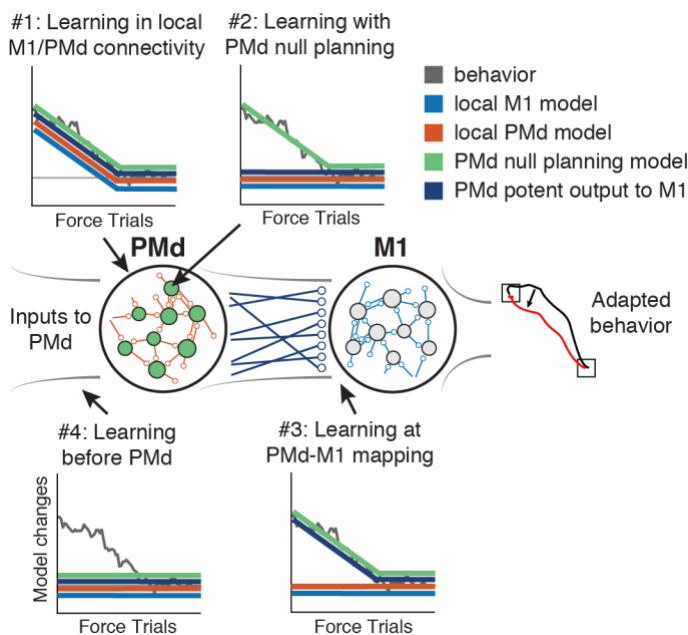 #1: Learning in local
M1/PMd connectivity
#2: Learning with
PMd null planning
behavior
local M1 model
local PMd model
PMd null planning model
PMd potent output to M1
Force Trials
Force Trials
PMd
M1
Inputs to
PMd
Adapted
behavior
#4: Learning
before PMd
#3: Learning at
PMd-M1 mapping
Model changes
Force Trials
Force Trials